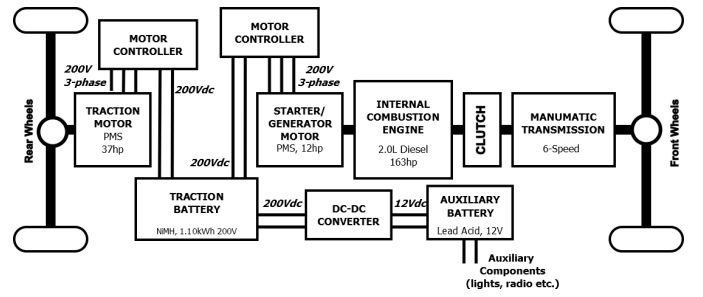 MOTOR
CONTROLLER
MOTOR
CONTROLLER
200V
3-phase
200Vdc
200V
3-phase
Rear Wheels
TRACTION
MOTOR
PMS
37hp
STARTER/
GENERATOR
MOTOR
PMS, 12hp
INTERNAL
COMBUSTION
ENGINE
2.0L Diesel
163hp
CLUTCH
MANUMATIC
TRANSMISSION
6-Speed
Front Wheels
200Vdc
TRACTION
BATTERY
NiMH, 1.10kWh 200V
200Vdc
DC-DC
CONVERTER
12Vdc
AUXILIARY
BATTERY
Lead Acid, 12V
Auxiliary
Components
(lights, radio etc.)